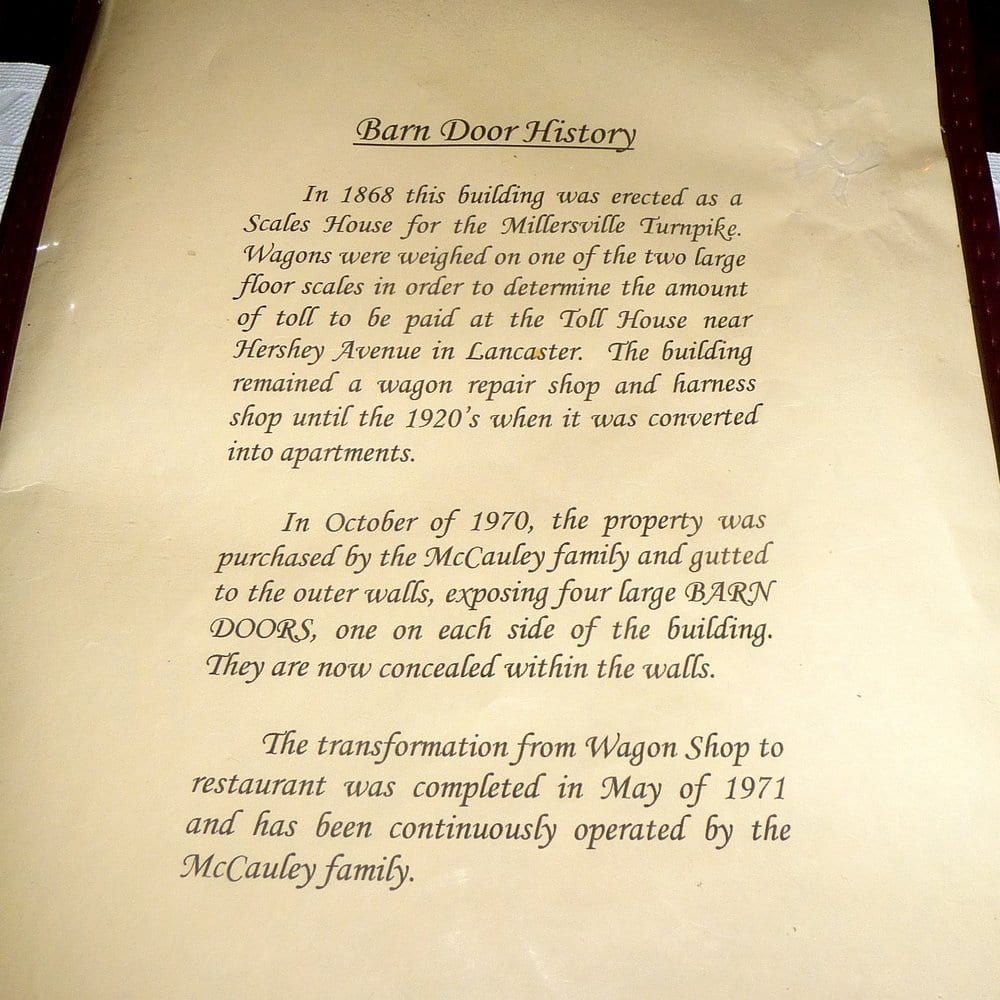 Barn Door History
In 1868 this building was erected as a
Scales House for the Millersville Turnpike.
Wagons were weighed on one of the two large
floor scales in order to determine the amount
of toll to be paid at the Toll House near
Hershey Avenue in Lancaster. The building
remained a wagon repair shop and harness
shop until the 1920's when it was converted
into apartments.
In October of 1970, the property was
purchased by the McCauley family and gutted
to the outer walls, exposing four large BARN
DOORS, one on each side of the building.
They are now concealed within the walls.
The transformation from Wagon Shop to
restaurant was completed in May of 1971
and has been continuously operated by the
McCauley family.